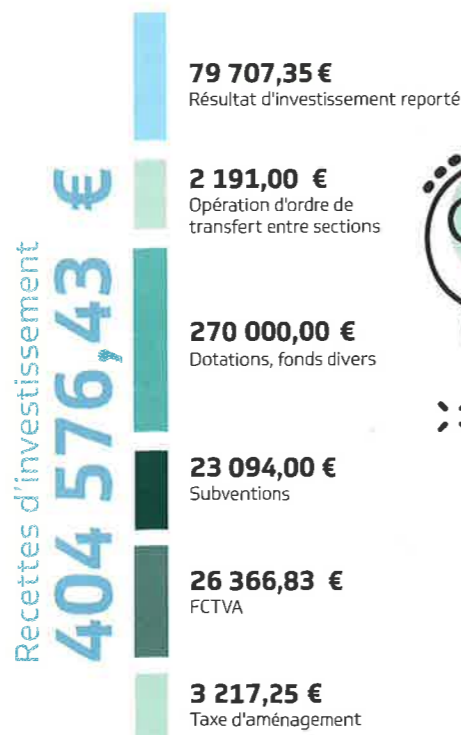 Recettes d'investissement
404 576,43 €
79 707,35 €
Résultat d'investissement reporté
2 191,00 €
Opération d'ordre de
transfert entre sections
270 000,00 €
Dotations, fonds divers
23 094,00 €
Subventions
26 366,83 €
FCTVA
3 217,25 €
Taxe d'aménagement